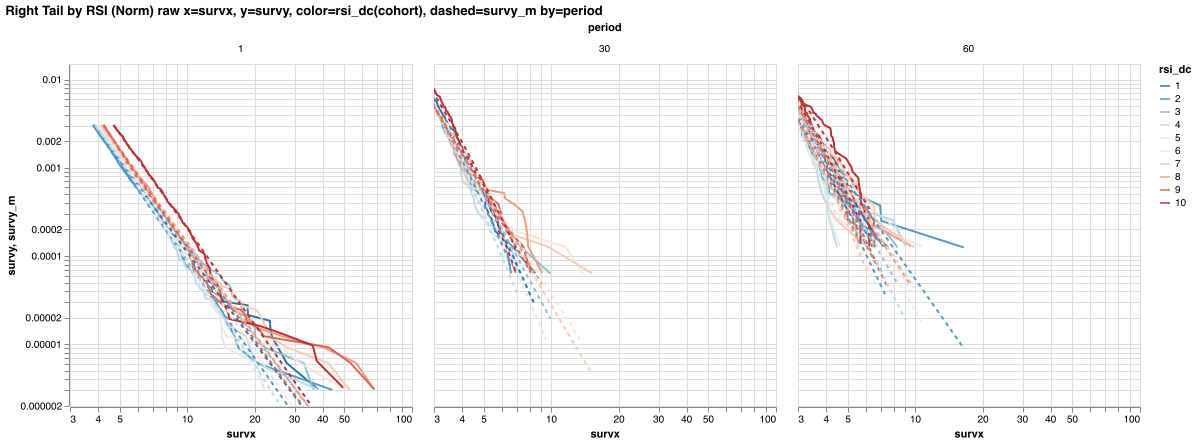 Right Tail by RSI (Norm) raw x=survx, y=survy, color=rsi_dc(cohort), dashed=survy_m by=period
period
1 30 60
rsi_dc
1
2
3
4
5
6
7
8
9
10
survy, survy_m
0.01
0.002
0.001
0.0002
0.0001
0.00002
0.00001
0.000002
3 4 5 10 20 30 40 50 100 3 4 5 10 20 30 40 50 100 3 4 5 10 20 30 40 50 100
survx survx survx